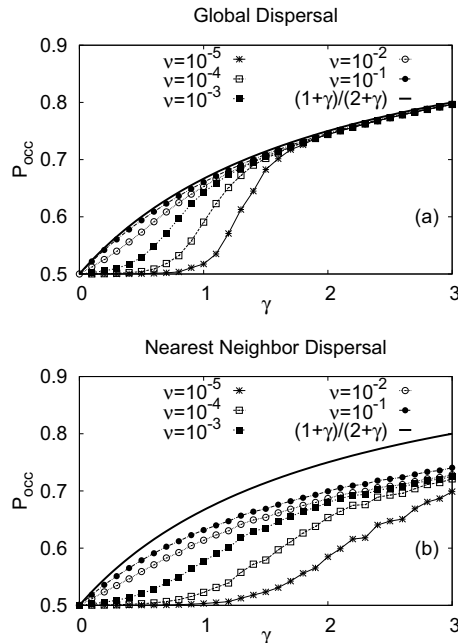 Global Dispersal
0.9
0.8
0.7
0.6
0.5
P_occ
ν=10⁻⁵
ν=10⁻⁴
ν=10⁻³
ν=10⁻²
ν=10⁻¹
(1+γ)/(2+γ)
(a)
0 1 2 3
γ
Nearest Neighbor Dispersal
0.9
0.8
0.7
0.6
0.5
P_occ
ν=10⁻⁵
ν=10⁻⁴
ν=10⁻³
ν=10⁻²
ν=10⁻¹
(1+γ)/(2+γ)
(b)
0 1 2 3
γ